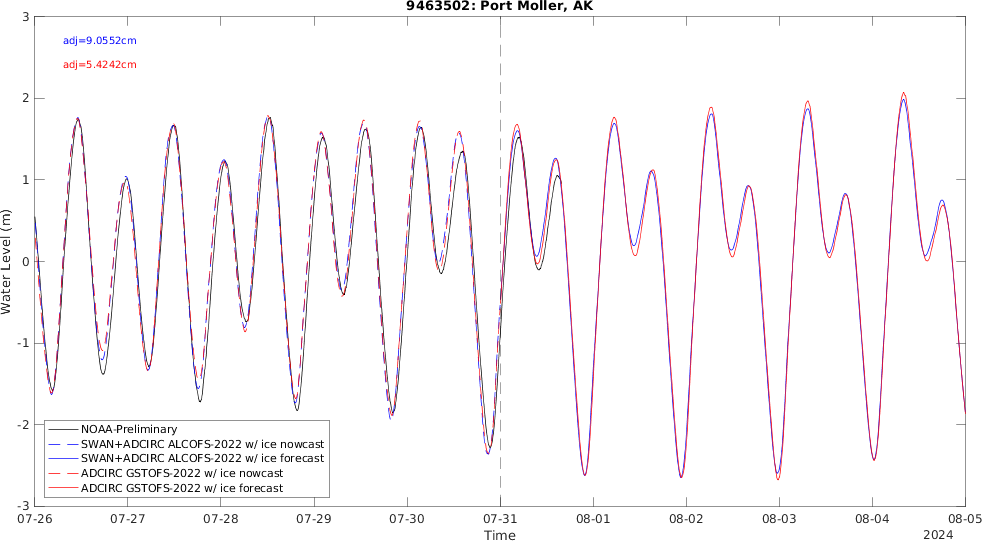 9463502: Port Moller, AK
adj=9.0552cm
adj=5.4242cm
Water Level (m)
3
2
1
0
-1
-2
-3
NOAA-Preliminary
SWAN+ADCIRC ALCOFS-2022 w/ ice nowcast
SWAN+ADCIRC ALCOFS-2022 w/ ice forecast
ADCIRC GSTOFS-2022 w/ ice nowcast
ADCIRC GSTOFS-2022 w/ ice forecast
07-26 07-27 07-28 07-29 07-30 07-31 08-01 08-02 08-03 08-04 08-05
Time
2024